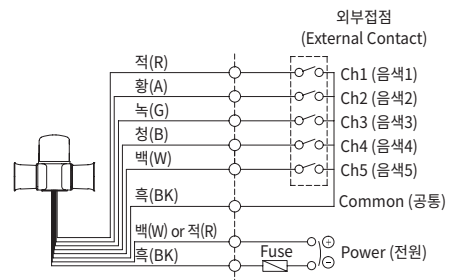 외부접점
(External Contact)
적(R)
Ch1 (음색1)
황(A)
Ch2 (음색2)
녹(G)
Ch3 (음색3)
청(B)
Ch4 (음색4)
백(W)
Ch5 (음색5)
흑(BK)
Common (공통)
백(W) or 적(R)
흑(BK)
Fuse
Power (전원)